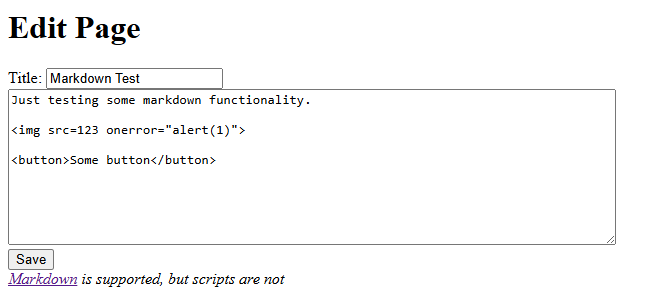 Edit Page
Title: Markdown Test
Just testing some markdown functionality.
<img src=123 onerror="alert(1)">
<button>Some button</button>
Save
Markdown is supported, but scripts are not